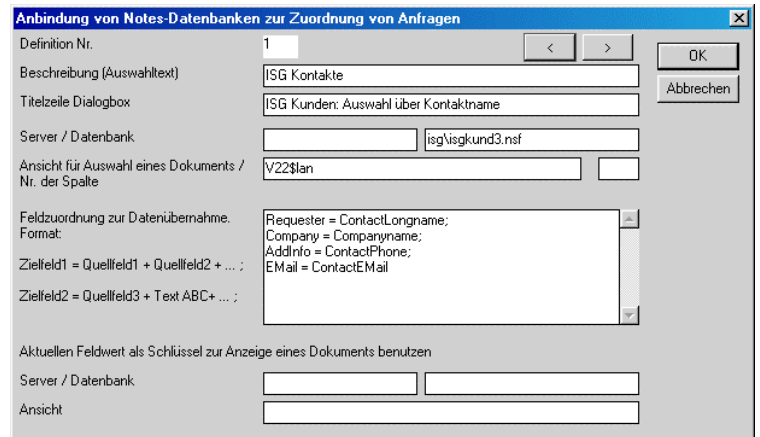 Anbindung von Notes-Datenbanken zur Zuordnung von Anfragen
Definition Nr.
1
<
>
OK
Beschreibung (Auswahltext)
ISG Kontakte
Abbrechen
Titelzeile Dialogbox
ISG Kunden: Auswahl über Kontaktname
Server / Datenbank
isg\isgkund3.nsf
Ansicht für Auswahl eines Dokuments /
Nr. der Spalte
V22$lan
Feldzuordnung zur Datenübernahme.
Format:
Zielfeld1 = Quellfeld1 + Quellfeld2 + ... ;
Zielfeld2 = Quellfeld3 + Text ABC+ ... ;
Requester = ContactLongname;
Company = Companyname;
AddInfo = ContactPhone;
EMail = ContactEMail
Aktuellen Feldwert als Schlüssel zur Anzeige eines Dokuments benutzen
Server / Datenbank
Ansicht